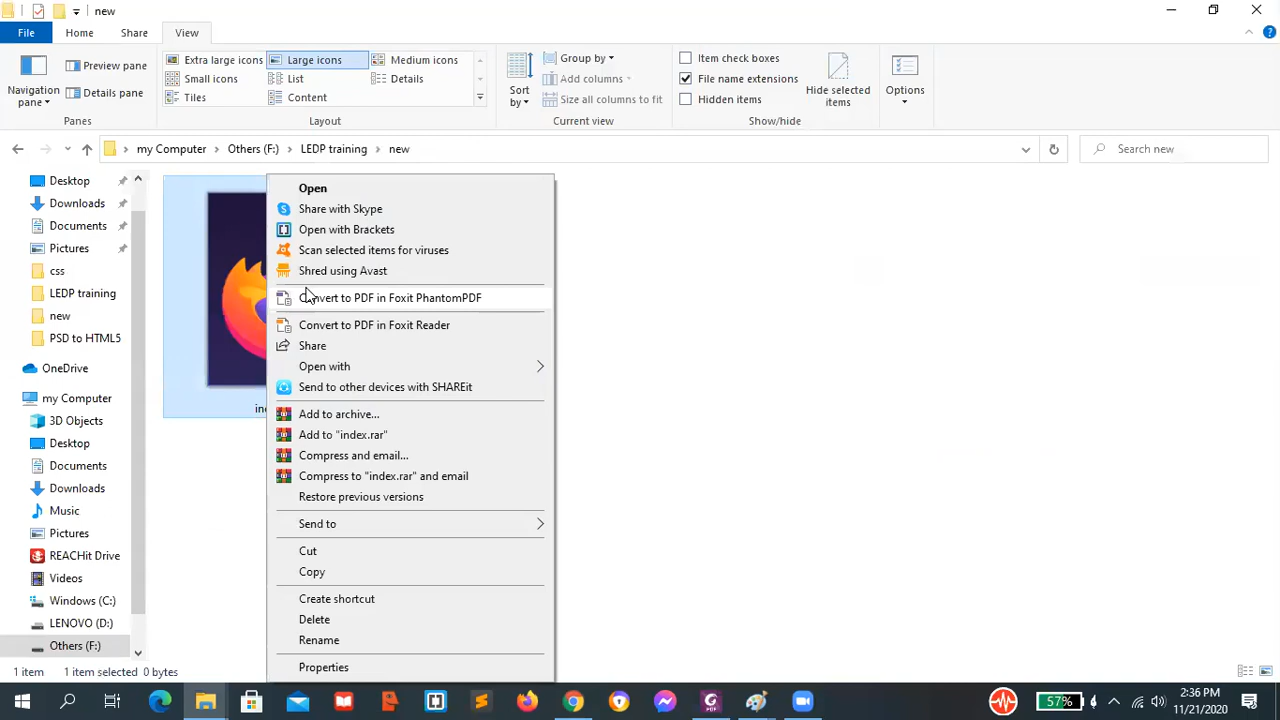 new
File Home Share View
Preview pane
Details pane
Navigation pane
Panes
Extra large icons Large icons Medium icons
Small icons List Details
Tiles Content
Layout
Sort by
Group by
Add columns
Size all columns to fit
Current view
Item check boxes
File name extensions
Hidden items
Hide selected items
Show/hide
Options
my Computer > Others (F:) > LEDP training > new
Search new
Desktop
Downloads
Documents
Pictures
css
LEDP training
new
PSD to HTML5
OneDrive
my Computer
3D Objects
Desktop
Documents
Downloads
Music
Pictures
REACHit Drive
Videos
Windows (C:)
LENOVO (D:)
Others (F:)
Open
Share with Skype
Open with Brackets
Scan selected items for viruses
Shred using Avast
Convert to PDF in Foxit PhantomPDF
Convert to PDF in Foxit Reader
Share
Open with
Send to other devices with SHAREit
Add to archive...
Add to "index.rar"
Compress and email...
Compress to "index.rar" and email
Restore previous versions
Send to
Cut
Copy
Create shortcut
Delete
Rename
Properties
1 item 1 item selected 0 bytes
57%
2:36 PM
11/21/2020